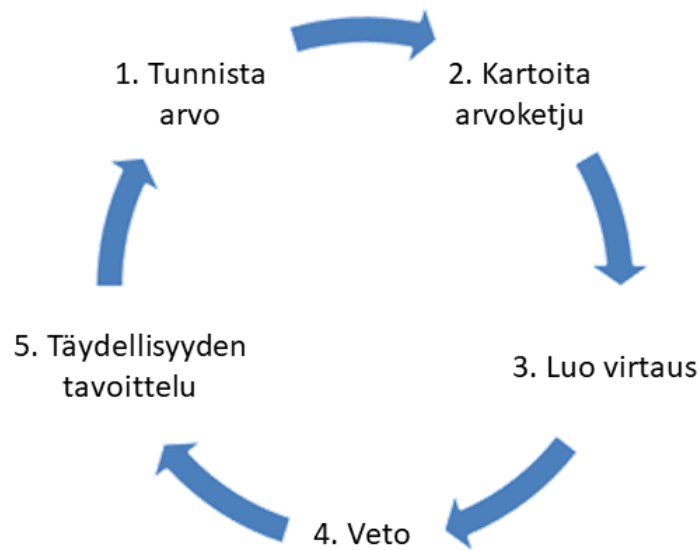 1. Tunnista
arvo
2. Kartoita
arvoketju
3. Luo virtaus
4. Veto
5. Täydellisyyden
tavoittelu